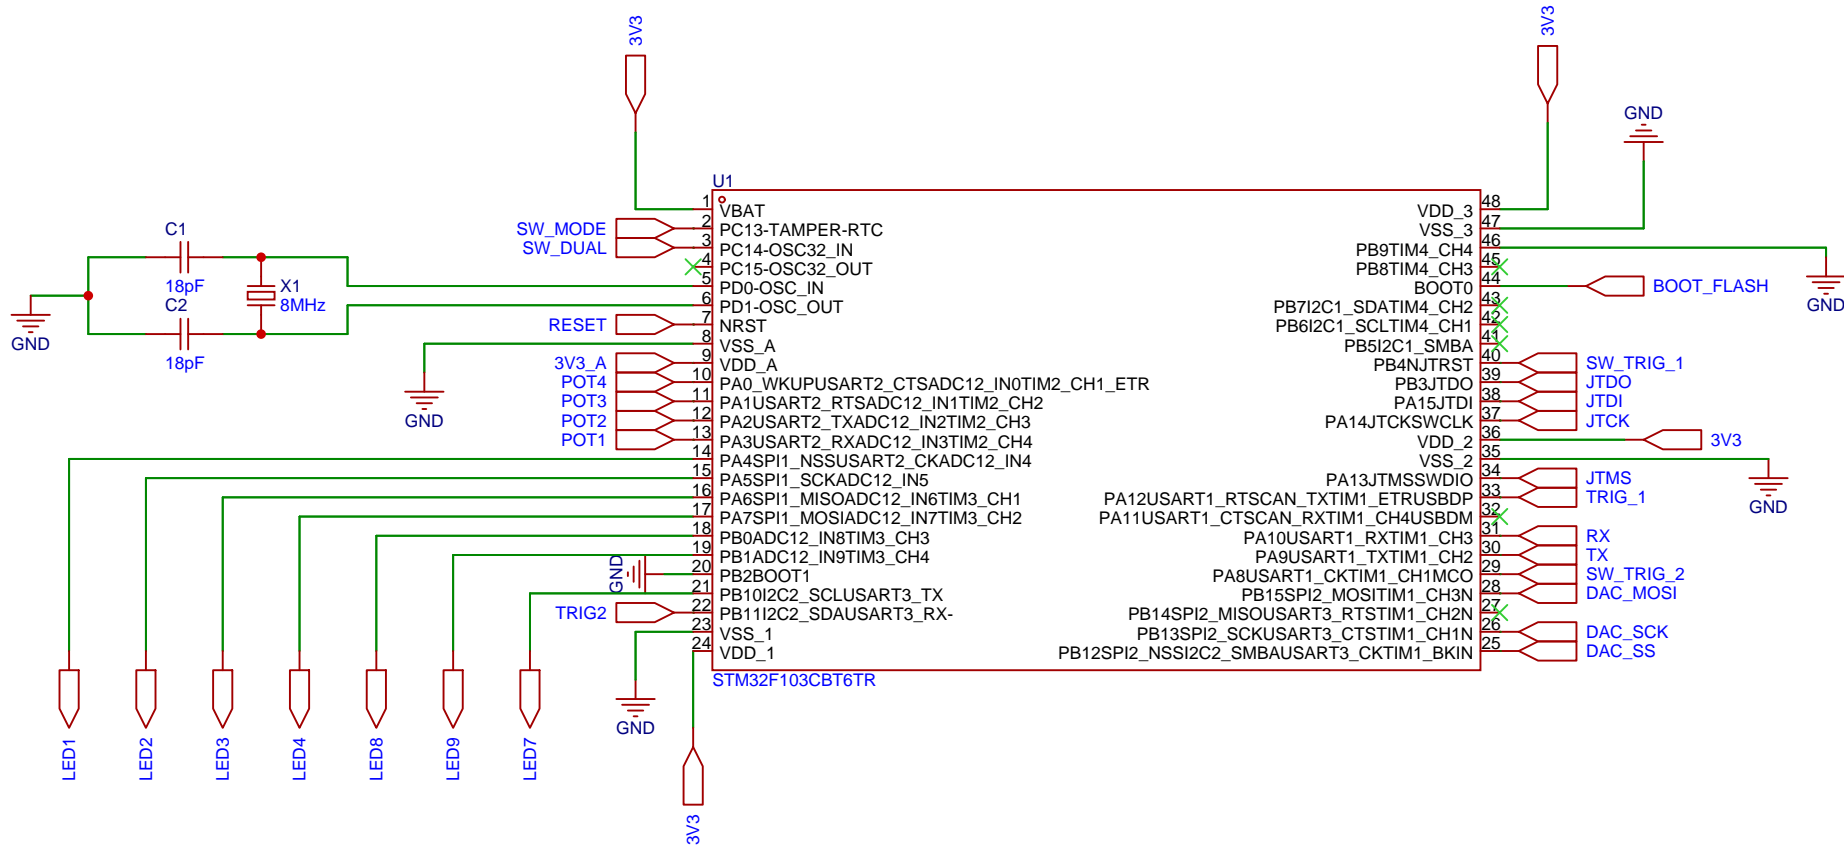 3V3
3V3
GND
U1
1 VBAT
2 PC13-TAMPER-RTC
3 PC14-OSC32_IN
4 PC15-OSC32_OUT
5 PD0-OSC_IN
6 PD1-OSC_OUT
7 NRST
8 VSS_A
9 VDD_A
10 PA0_WKUPUSART2_CTSADC12_IN0TIM2_CH1_ETR
11 PA1USART2_RTSADC12_IN1TIM2_CH2
12 PA2USART2_TXADC12_IN2TIM2_CH3
13 PA3USART2_RXADC12_IN3TIM2_CH4
14 PA4SPI1_NSSUSART2_CKADC12_IN4
15 PA5SPI1_SCKADC12_IN5
16 PA6SPI1_MISOADC12_IN6TIM3_CH1
17 PA7SPI1_MOSIADC12_IN7TIM3_CH2
18 PB0ADC12_IN8TIM3_CH3
19 PB1ADC12_IN9TIM3_CH4
20 PB2BOOT1
21 PB10I2C2_SCLUSART3_TX
22 PB11I2C2_SDAUSART3_RX-
23 VSS_1
24 VDD_1
VDD_3 48
VSS_3 47
PB9TIM4_CH4 46
PB8TIM4_CH3 45
BOOT0 44
PB7I2C1_SDATIM4_CH2 43
PB6I2C1_SCLTIM4_CH1 42
PB5I2C1_SMBA 41
PB4NJTRST 40
PB3JTDO 39
PA15JTDI 38
PA14JTCKSWCLK 37
VDD_2 36
VSS_2 35
PA13JTMSSWDIO 34
PA12USART1_RTSCAN_TXTIM1_ETRUSBDP 33
PA11USART1_CTSCAN_RXTIM1_CH4USBDM 32
PA10USART1_RXTIM1_CH3 31
PA9USART1_TXTIM1_CH2 30
PA8USART1_CKTIM1_CH1MCO 29
PB15SPI2_MOSITIM1_CH3N 28
PB14SPI2_MISOUSART3_RTSTIM1_CH2N 27
PB13SPI2_SCKUSART3_CTSTIM1_CH1N 26
PB12SPI2_NSSI2C2_SMBAUSART3_CKTIM1_BKIN 25
STM32F103CBT6TR
SW_MODE
SW_DUAL
C1
18pF
C2
18pF
X1
8MHz
GND
RESET
GND
3V3_A
POT4
POT3
POT2
POT1
GND
TRIG2
GND
3V3
LED1
LED2
LED3
LED4
LED8
LED9
LED7
GND
BOOT_FLASH
SW_TRIG_1
JTDO
JTDI
JTCK
3V3
GND
JTMS
TRIG_1
RX
TX
SW_TRIG_2
DAC_MOSI
DAC_SCK
DAC_SS